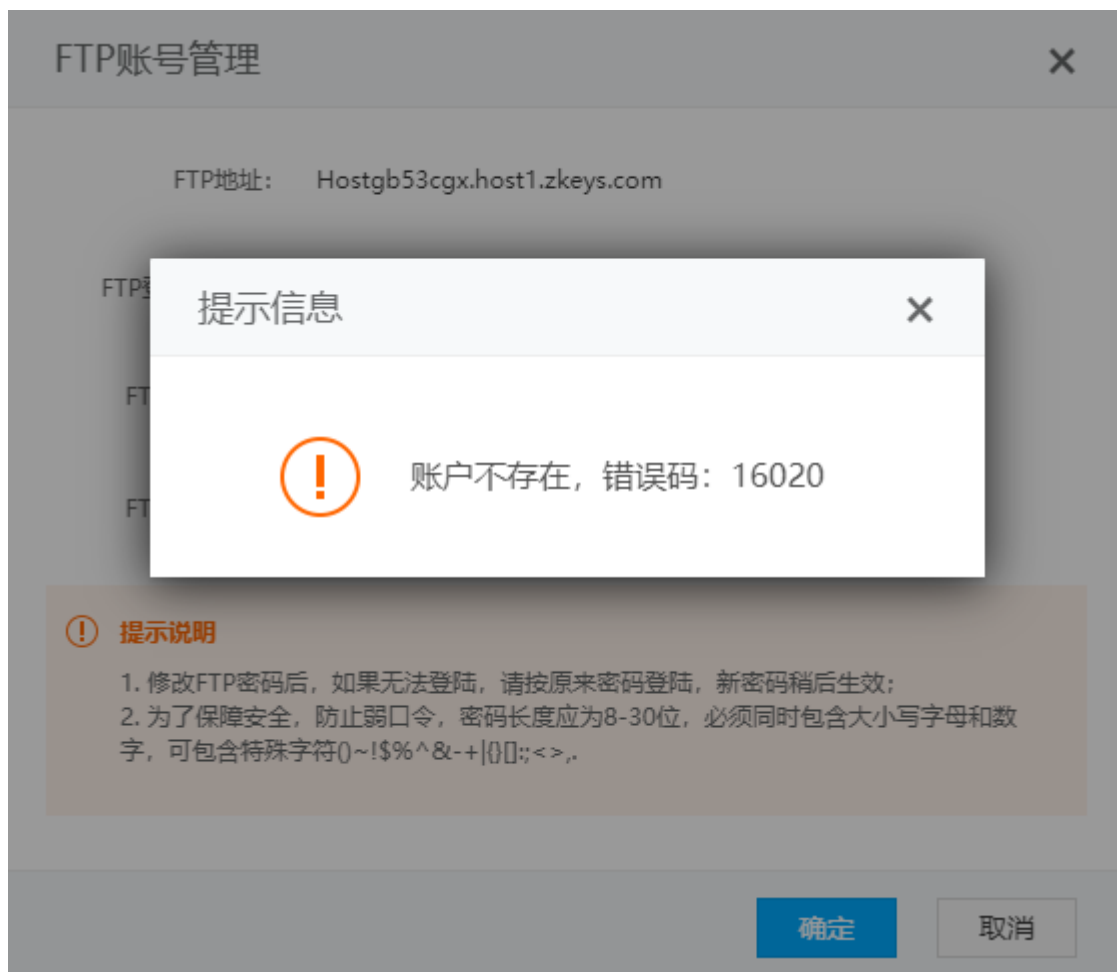 FTP账号管理
FTP地址: Hostgb53cgx.host1.zkeys.com
FTP
提示信息
FT
账户不存在，错误码：16020
FT
提示说明
1. 修改FTP密码后，如果无法登陆，请按原来密码登陆，新密码稍后生效；
2. 为了保障安全，防止弱口令，密码长度应为8-30位，必须同时包含大小写字母和数
字，可包含特殊字符()~!$%^&-+|{}[]:;<>,.
确定 取消